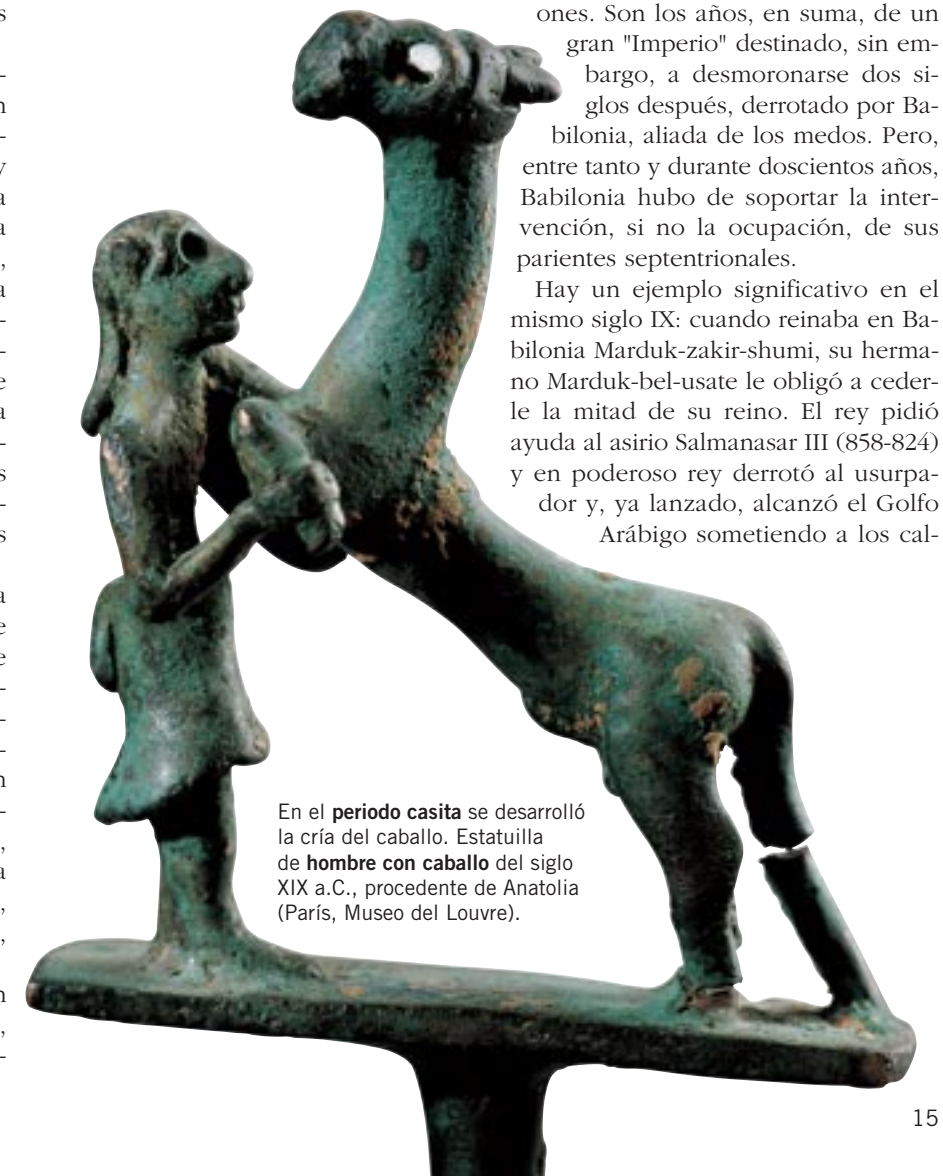 ones. Son los años, en suma, de un
gran "Imperio" destinado, sin em-
bargo, a desmoronarse dos si-
glos después, derrotado por Ba-
bilonia, aliada de los medos. Pero,
entre tanto y durante doscientos años,
Babilonia hubo de soportar la inter-
vención, si no la ocupación, de sus
parientes septentrionales.
Hay un ejemplo significativo en el
mismo siglo IX: cuando reinaba en Ba-
bilonia Marduk-zakir-shumi, su herma-
no Marduk-bel-usate le obligó a ceder-
le la mitad de su reino. El rey pidió
ayuda al asirio Salmanasar III (858-824)
y en poderoso rey derrotó al usurpa-
dor y, ya lanzado, alcanzó el Golfo
Arábigo sometiendo a los cal-
En el periodo casita se desarrolló
la cría del caballo. Estatuilla
de hombre con caballo del siglo
XIX a.C., procedente de Anatolia
(París, Museo del Louvre).
15